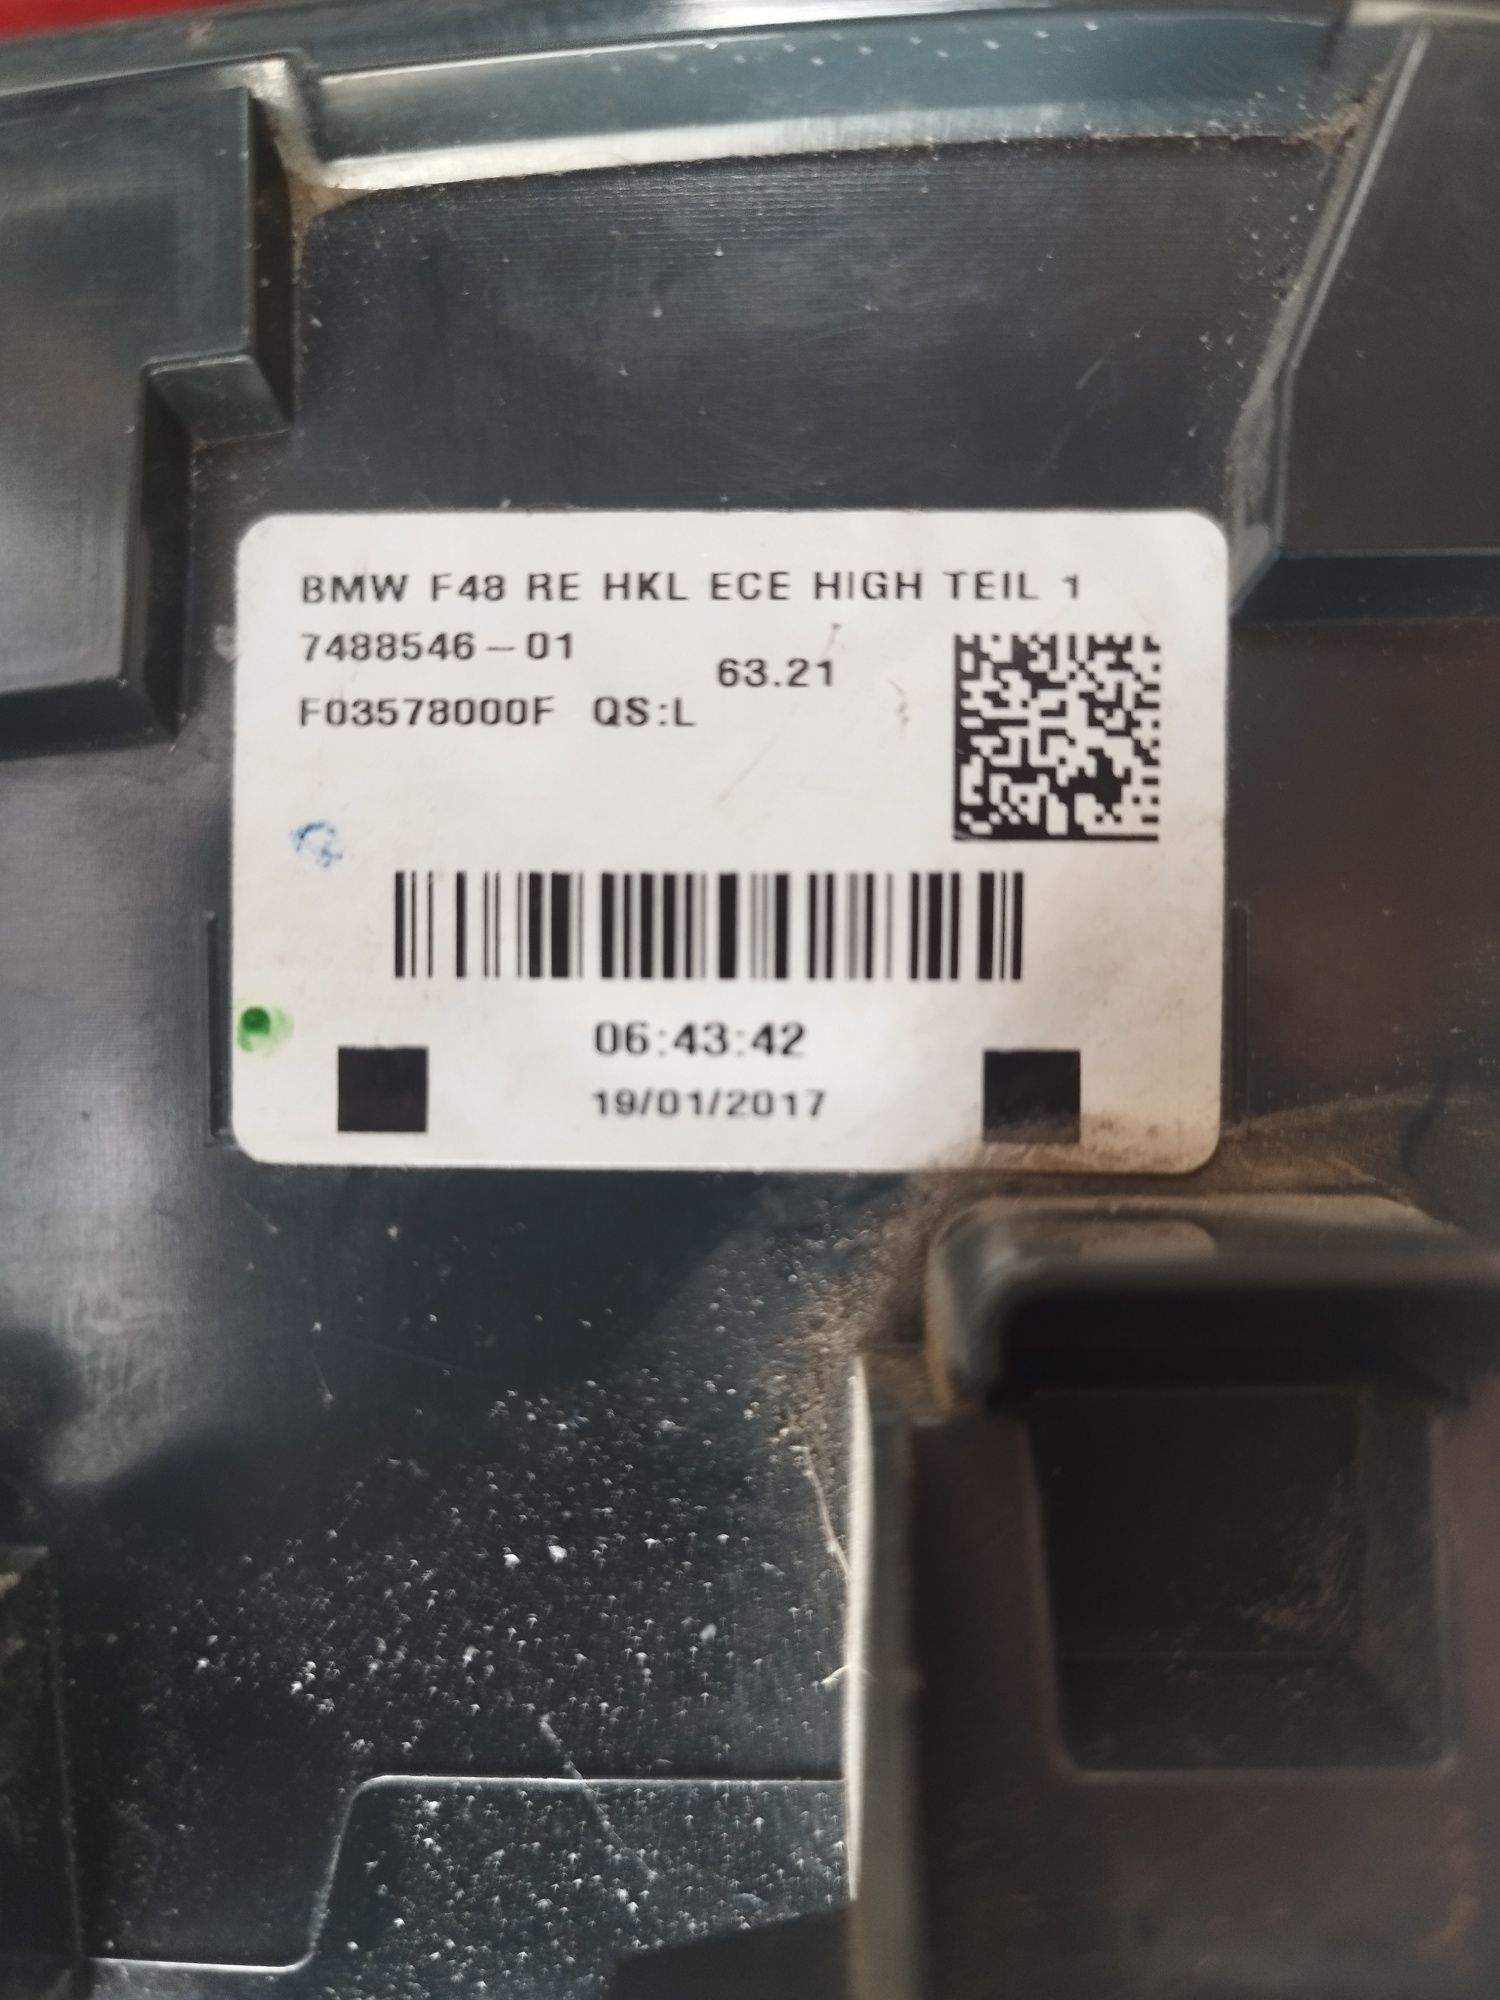 BMW F48 RE HKL ECE HIGH TEIL 1
7488546-01
63.21
F03578000F QS:L
06:43:42
19/01/2017